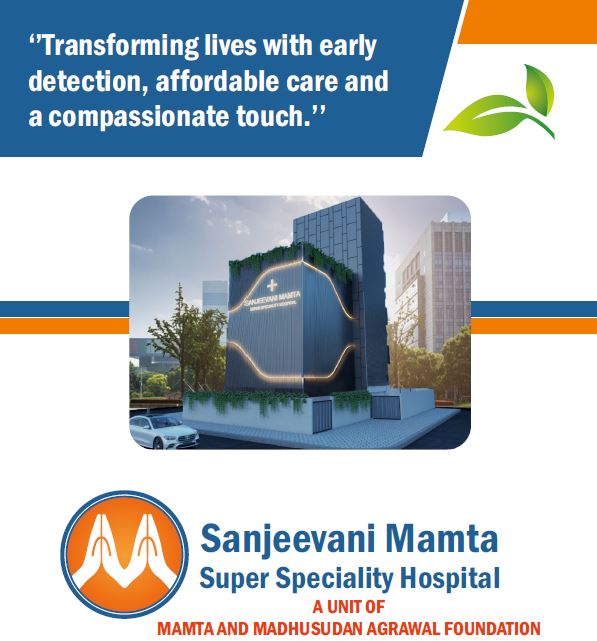 ‘’Transforming lives with early
detection, affordable care and
a compassionate touch.’’
SANJEEVANI MAMTA
SUPER SPECIALITY HOSPITAL
Sanjeevani Mamta
Super Speciality Hospital
A UNIT OF
MAMTA AND MADHUSUDAN AGRAWAL FOUNDATION